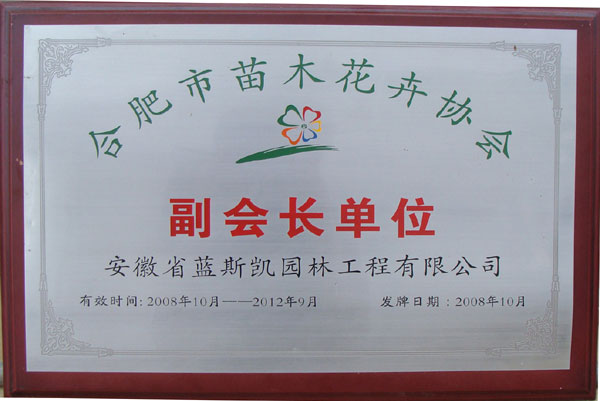 合肥市苗木花卉协会
副会长单位
安徽省蓝斯凯园林工程有限公司
有效时间:2008年10月——2012年9月 发牌日期:2008年10月